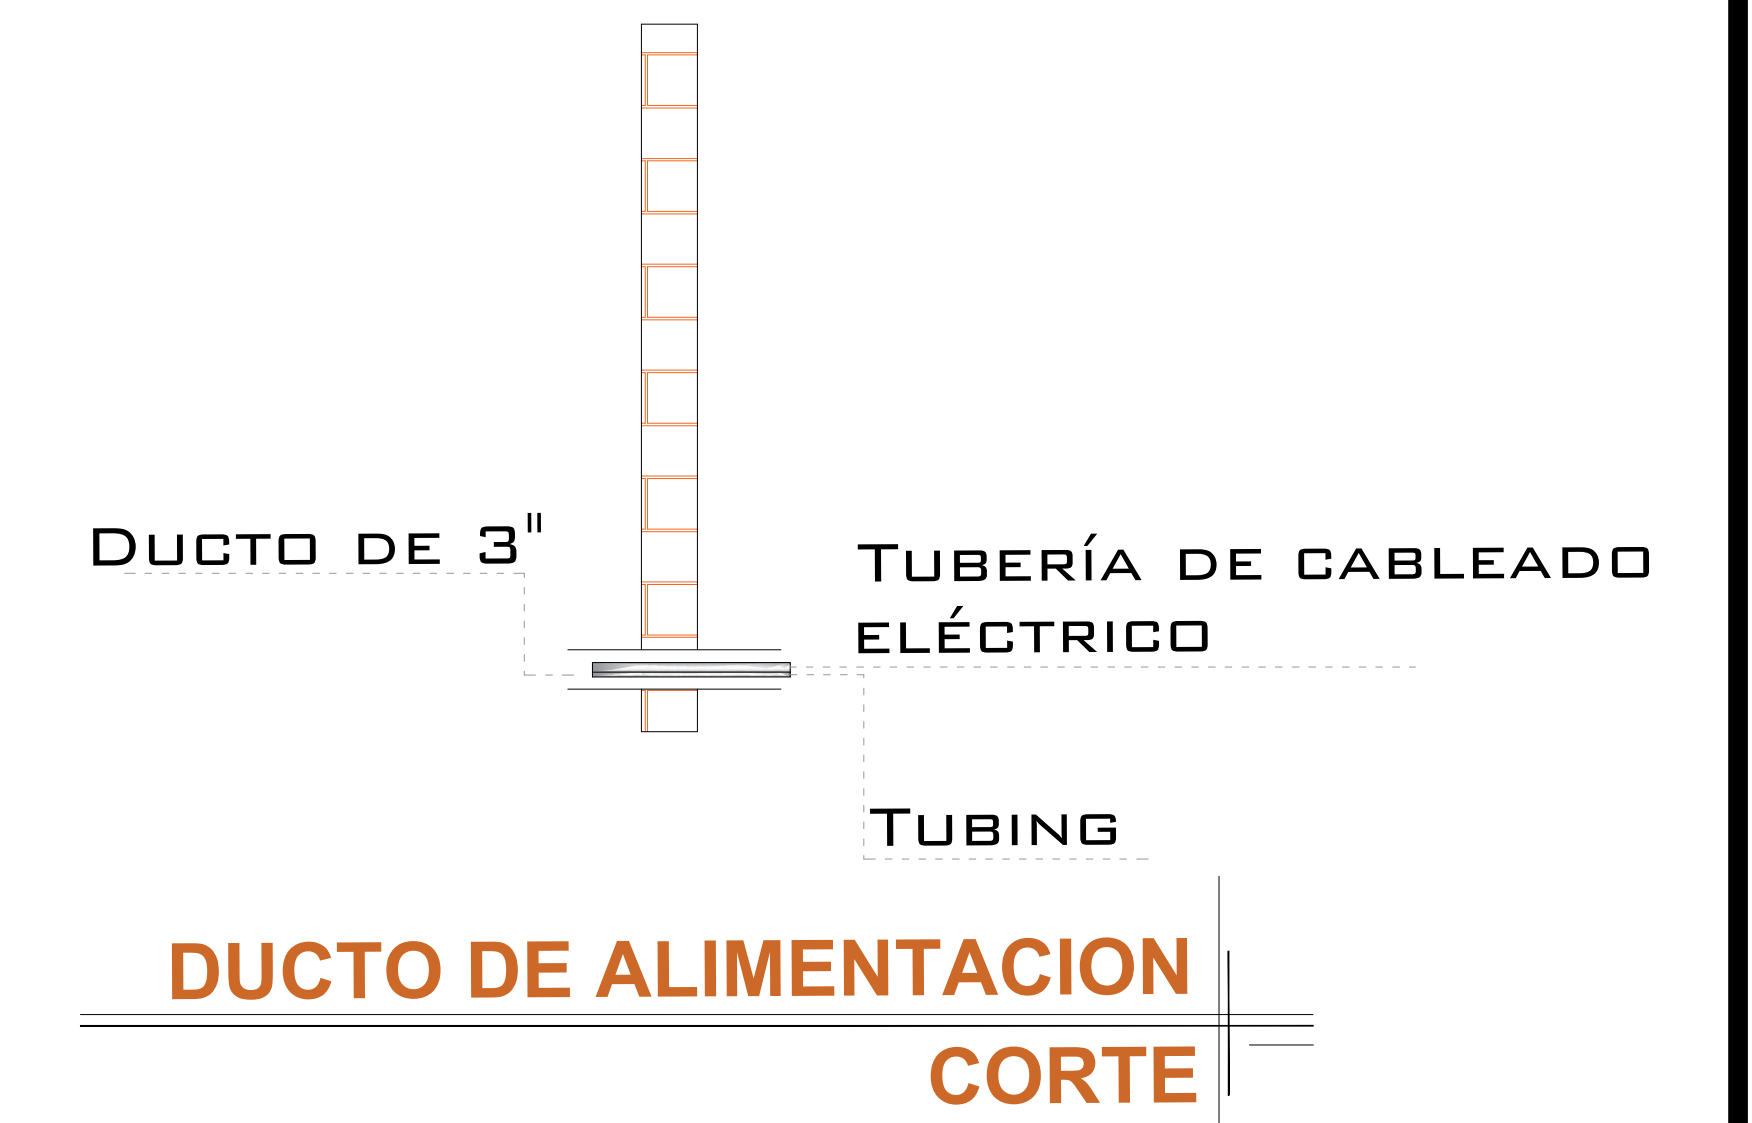 Ducto de 3"
Tubería de cableado
eléctrico
Tubing
DUCTO DE ALIMENTACION
CORTE